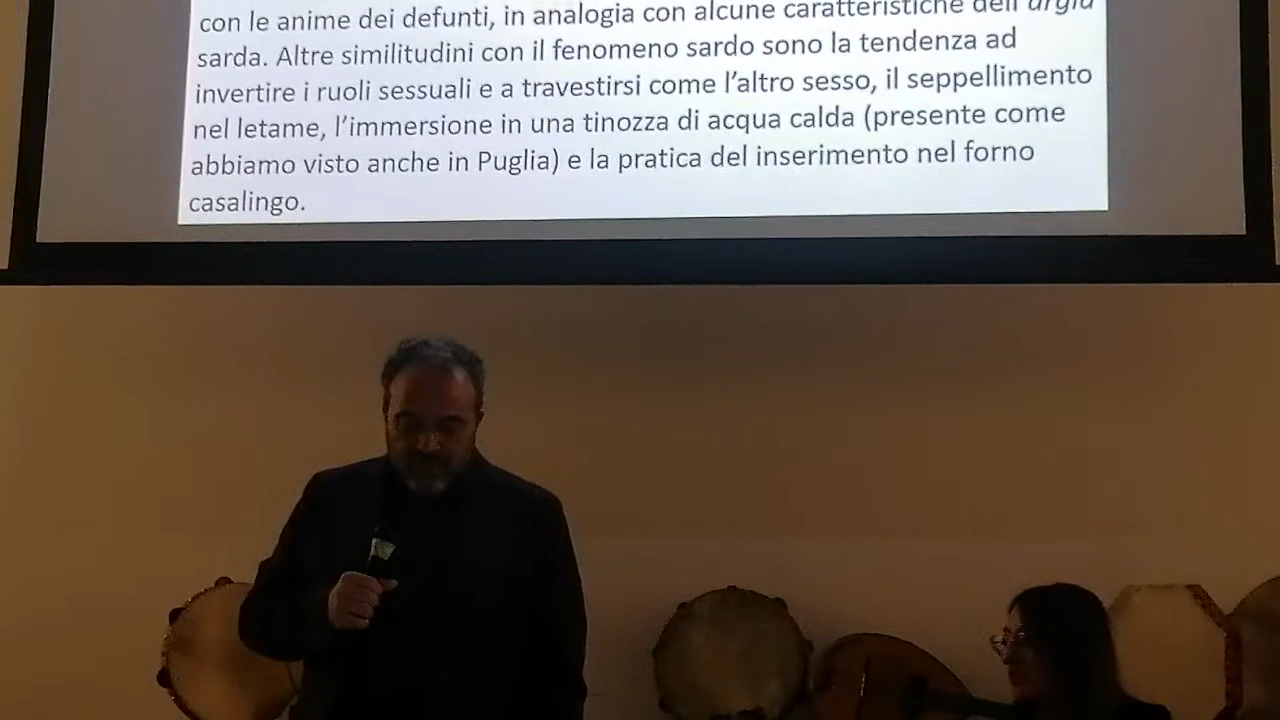 con le anime dei defunti, in analogia con alcune caratteristiche dell'argia
sarda. Altre similitudini con il fenomeno sardo sono la tendenza ad
invertire i ruoli sessuali e a travestirsi come l'altro sesso, il seppellimento
nel letame, l'immersione in una tinozza di acqua calda (presente come
abbiamo visto anche in Puglia) e la pratica del inserimento nel forno
casalingo.